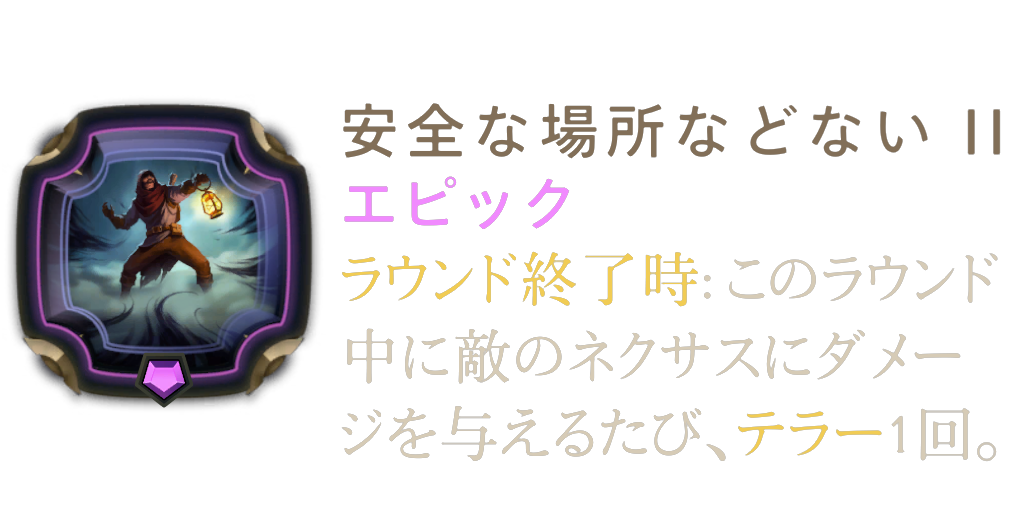 安全な場所などない II
エピック
ラウンド終了時: このラウンド
中に敵のネクサスにダメー
ジを与えるたび、テラー1回。